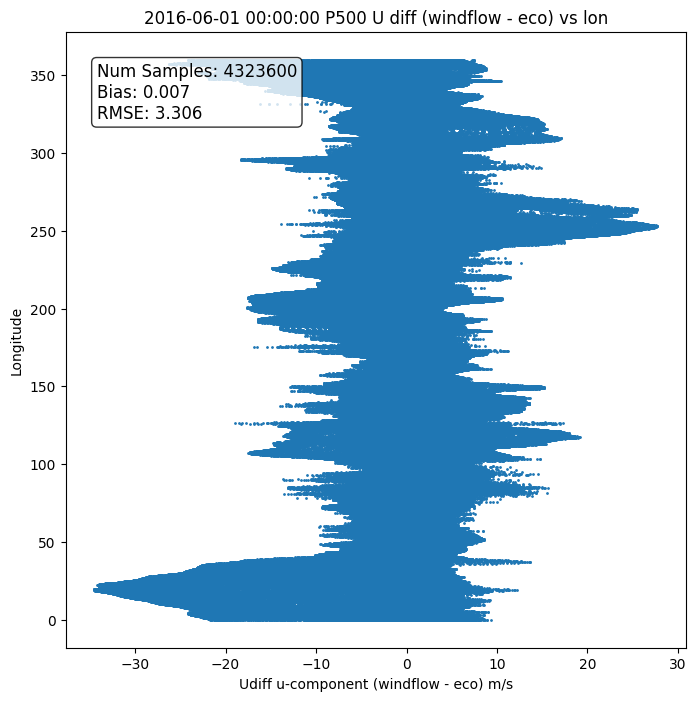 2016-06-01 00:00:00 P500 U diff (windflow - eco) vs lon
Num Samples: 4323600
Bias: 0.007
RMSE: 3.306
350
300
250
200
150
100
50
0
Longitude
−30
−20
−10
0
10
20
30
Udiff u-component (windflow - eco) m/s